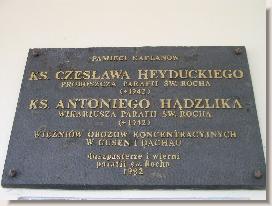 PAMIĘCI KAPŁANÓW
KS. CZESŁAWA HEYDUCKIEGO
PROBOSZCZA PARAFII ŚW. ROCHA
(+1942)
KS. ANTONIEGO HĄDZLIKA
WIKARIUSZA PARAFII ŚW. ROCHA
(+1942)
WIĘŹNIÓW OBOZÓW KONCENTRACYJNYCH
W GUSEN I DACHAU
duszpasterze i wierni
parafii św. Rocha
1982